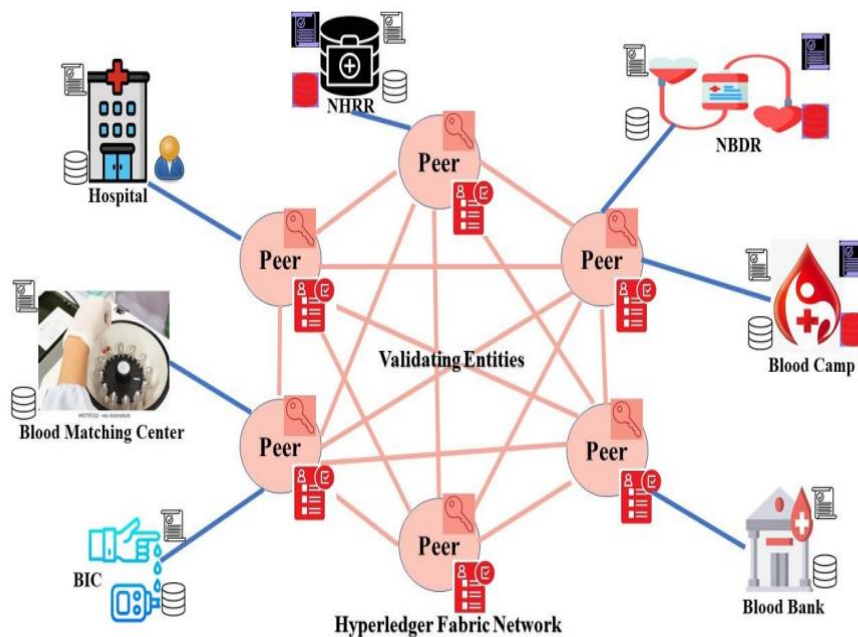 NHRR
NBDR
Hospital
Peer
Peer
Peer
Validating Entities
Blood Camp
Blood Matching Center
Peer
Peer
BIC
Peer
Blood Bank
Hyperledger Fabric Network